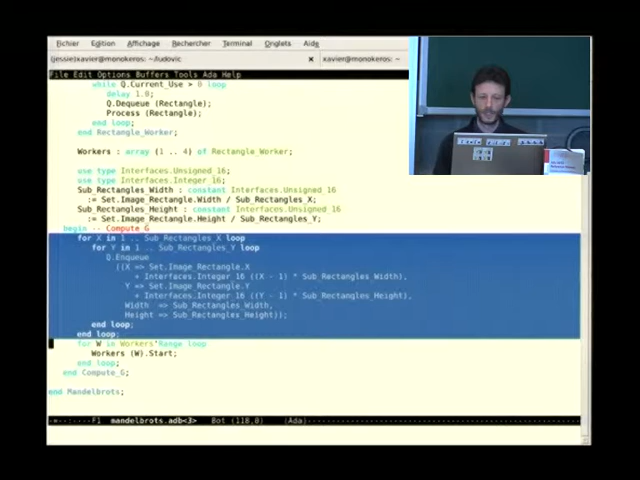 Fichier Edition Affichage Rechercher Terminal Onglets Aide
(jessie)xavier@monokeros: ~/ludovic
xavier@monokeros: ~
File Edit Options Buffers Tools Ada Help
while Q.Current_Use > 0 loop
delay 1.0;
Q.Dequeue (Rectangle);
Process (Rectangle);
end loop;
end Rectangle_Worker;
Workers : array (1 .. 4) of Rectangle_Worker;
use type Interfaces.Unsigned_16;
use type Interfaces.Integer_16;
Sub_Rectangles_Width : constant Interfaces.Unsigned_16
:= Set.Image_Rectangle.Width / Sub_Rectangles_X;
Sub_Rectangles_Height : constant Interfaces.Unsigned_16
:= Set.Image_Rectangle.Height / Sub_Rectangles_Y;
begin -- Compute_G
for X in 1 .. Sub_Rectangles_X loop
for Y in 1 .. Sub_Rectangles_Y loop
Q.Enqueue
((X => Set.Image_Rectangle.X
+ Interfaces.Integer_16 ((X - 1) * Sub_Rectangles_Width),
Y => Set.Image_Rectangle.Y
+ Interfaces.Integer_16 ((Y - 1) * Sub_Rectangles_Height),
Width => Sub_Rectangles_Width,
Height => Sub_Rectangles_Height));
end loop;
end loop;
for W in Workers'Range loop
Workers (W).Start;
end loop;
end Compute_G;
end Mandelbrots;
F1 mandelbrots.adb<3> Bot (118,0) (Ada)